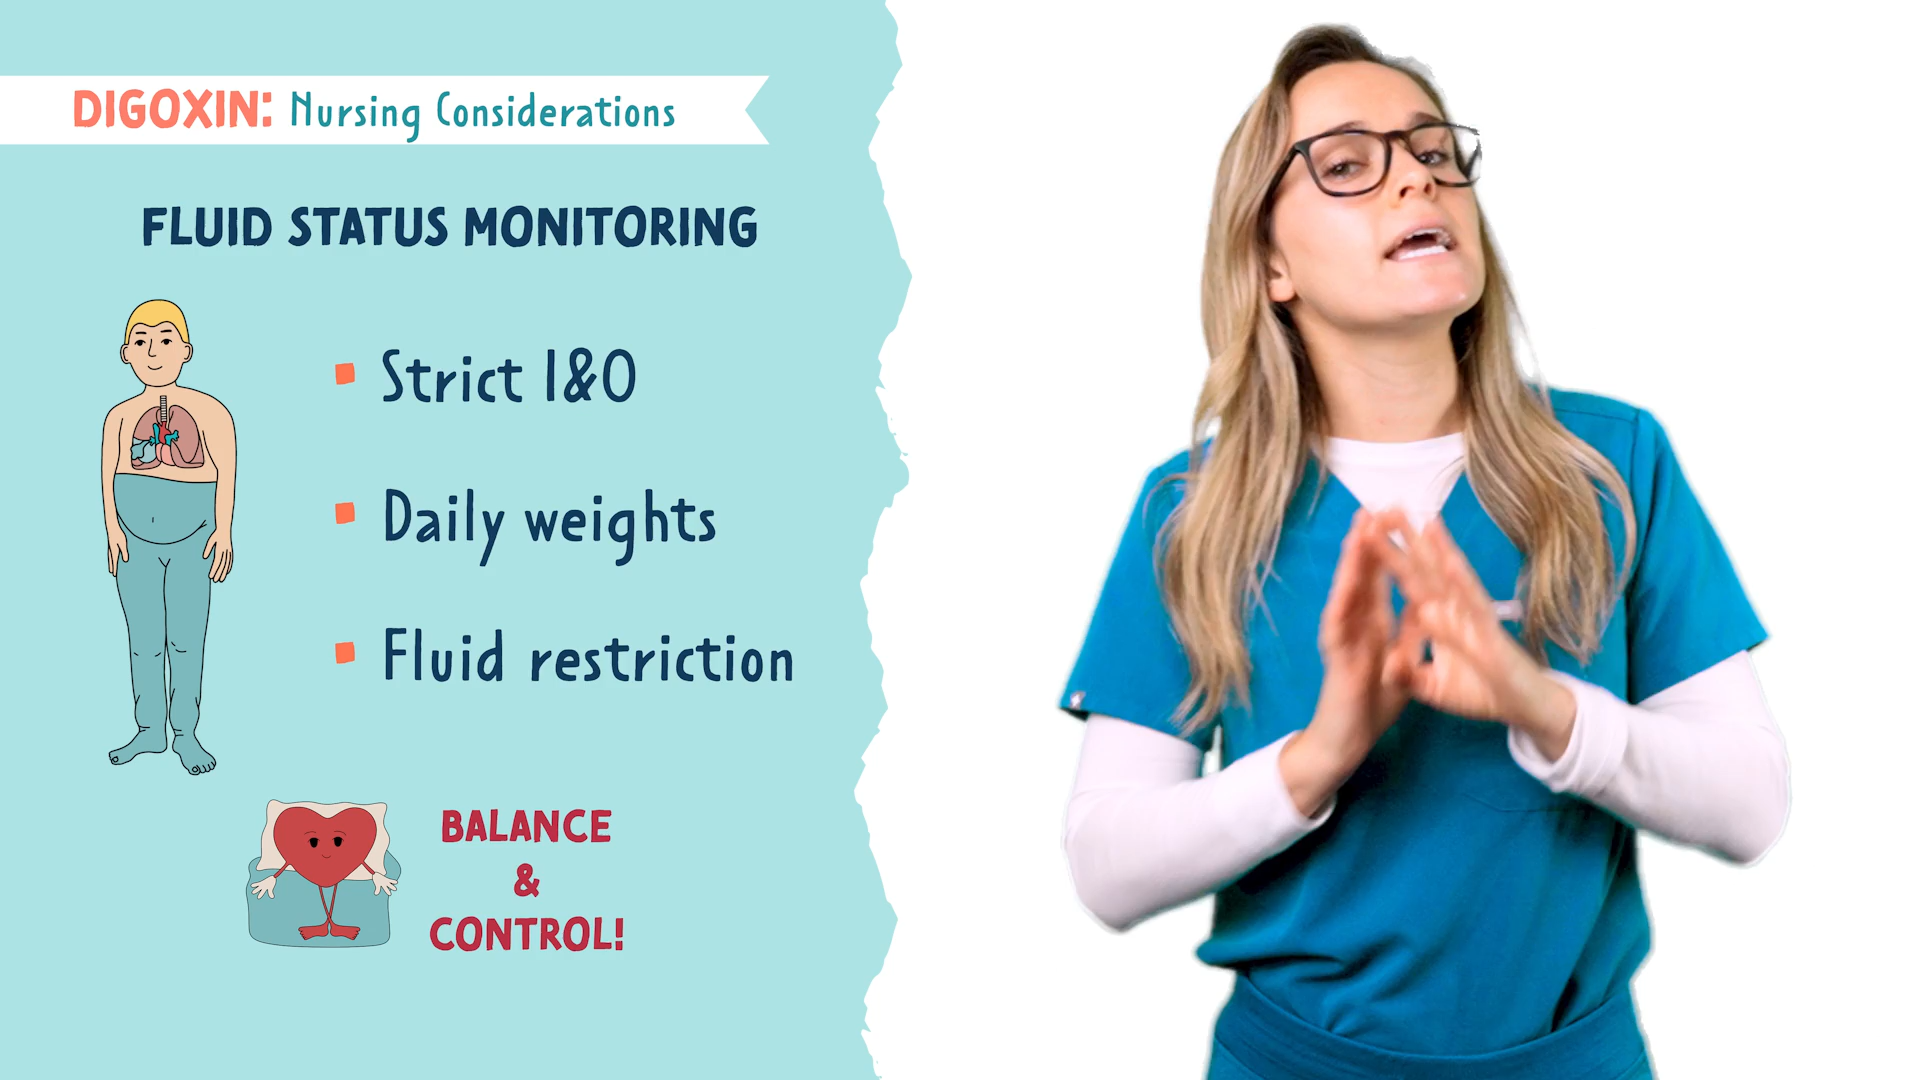 DIGOXIN: Nursing Considerations
FLUID STATUS MONITORING
Strict I&O
Daily weights
Fluid restriction
BALANCE
&
CONTROL!